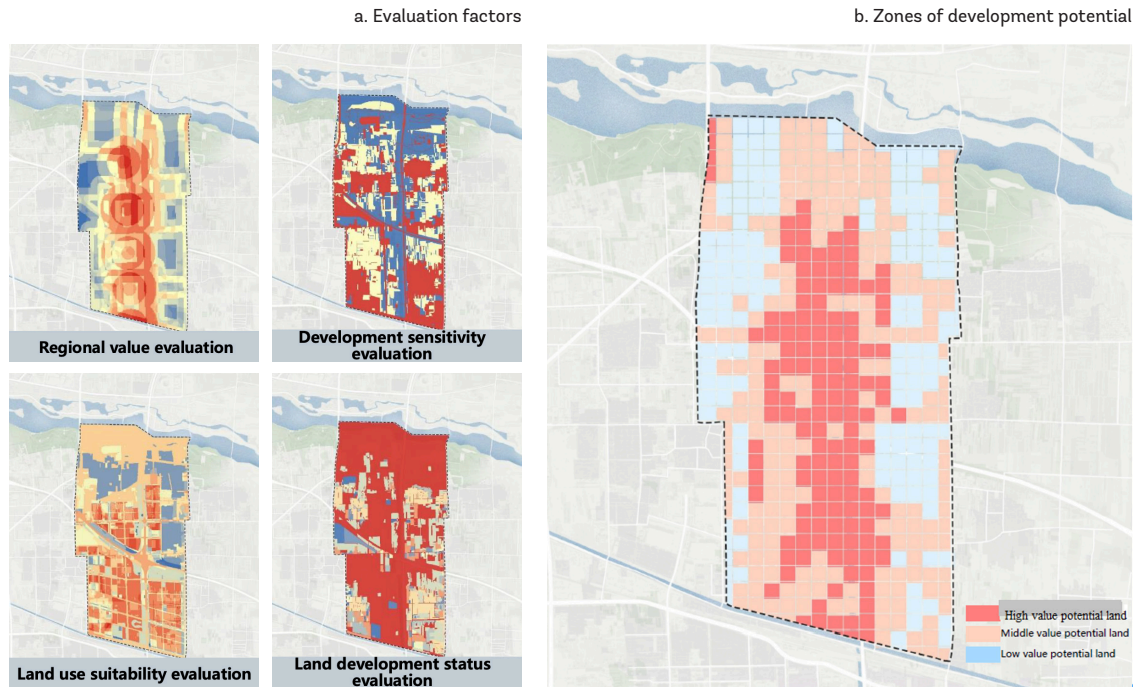 a. Evaluation factors
b. Zones of development potential
Regional value evaluation
Development sensitivity
evaluation
Land use suitability evaluation
Land development status
evaluation
High value potential land
Middle value potential land
Low value potential land